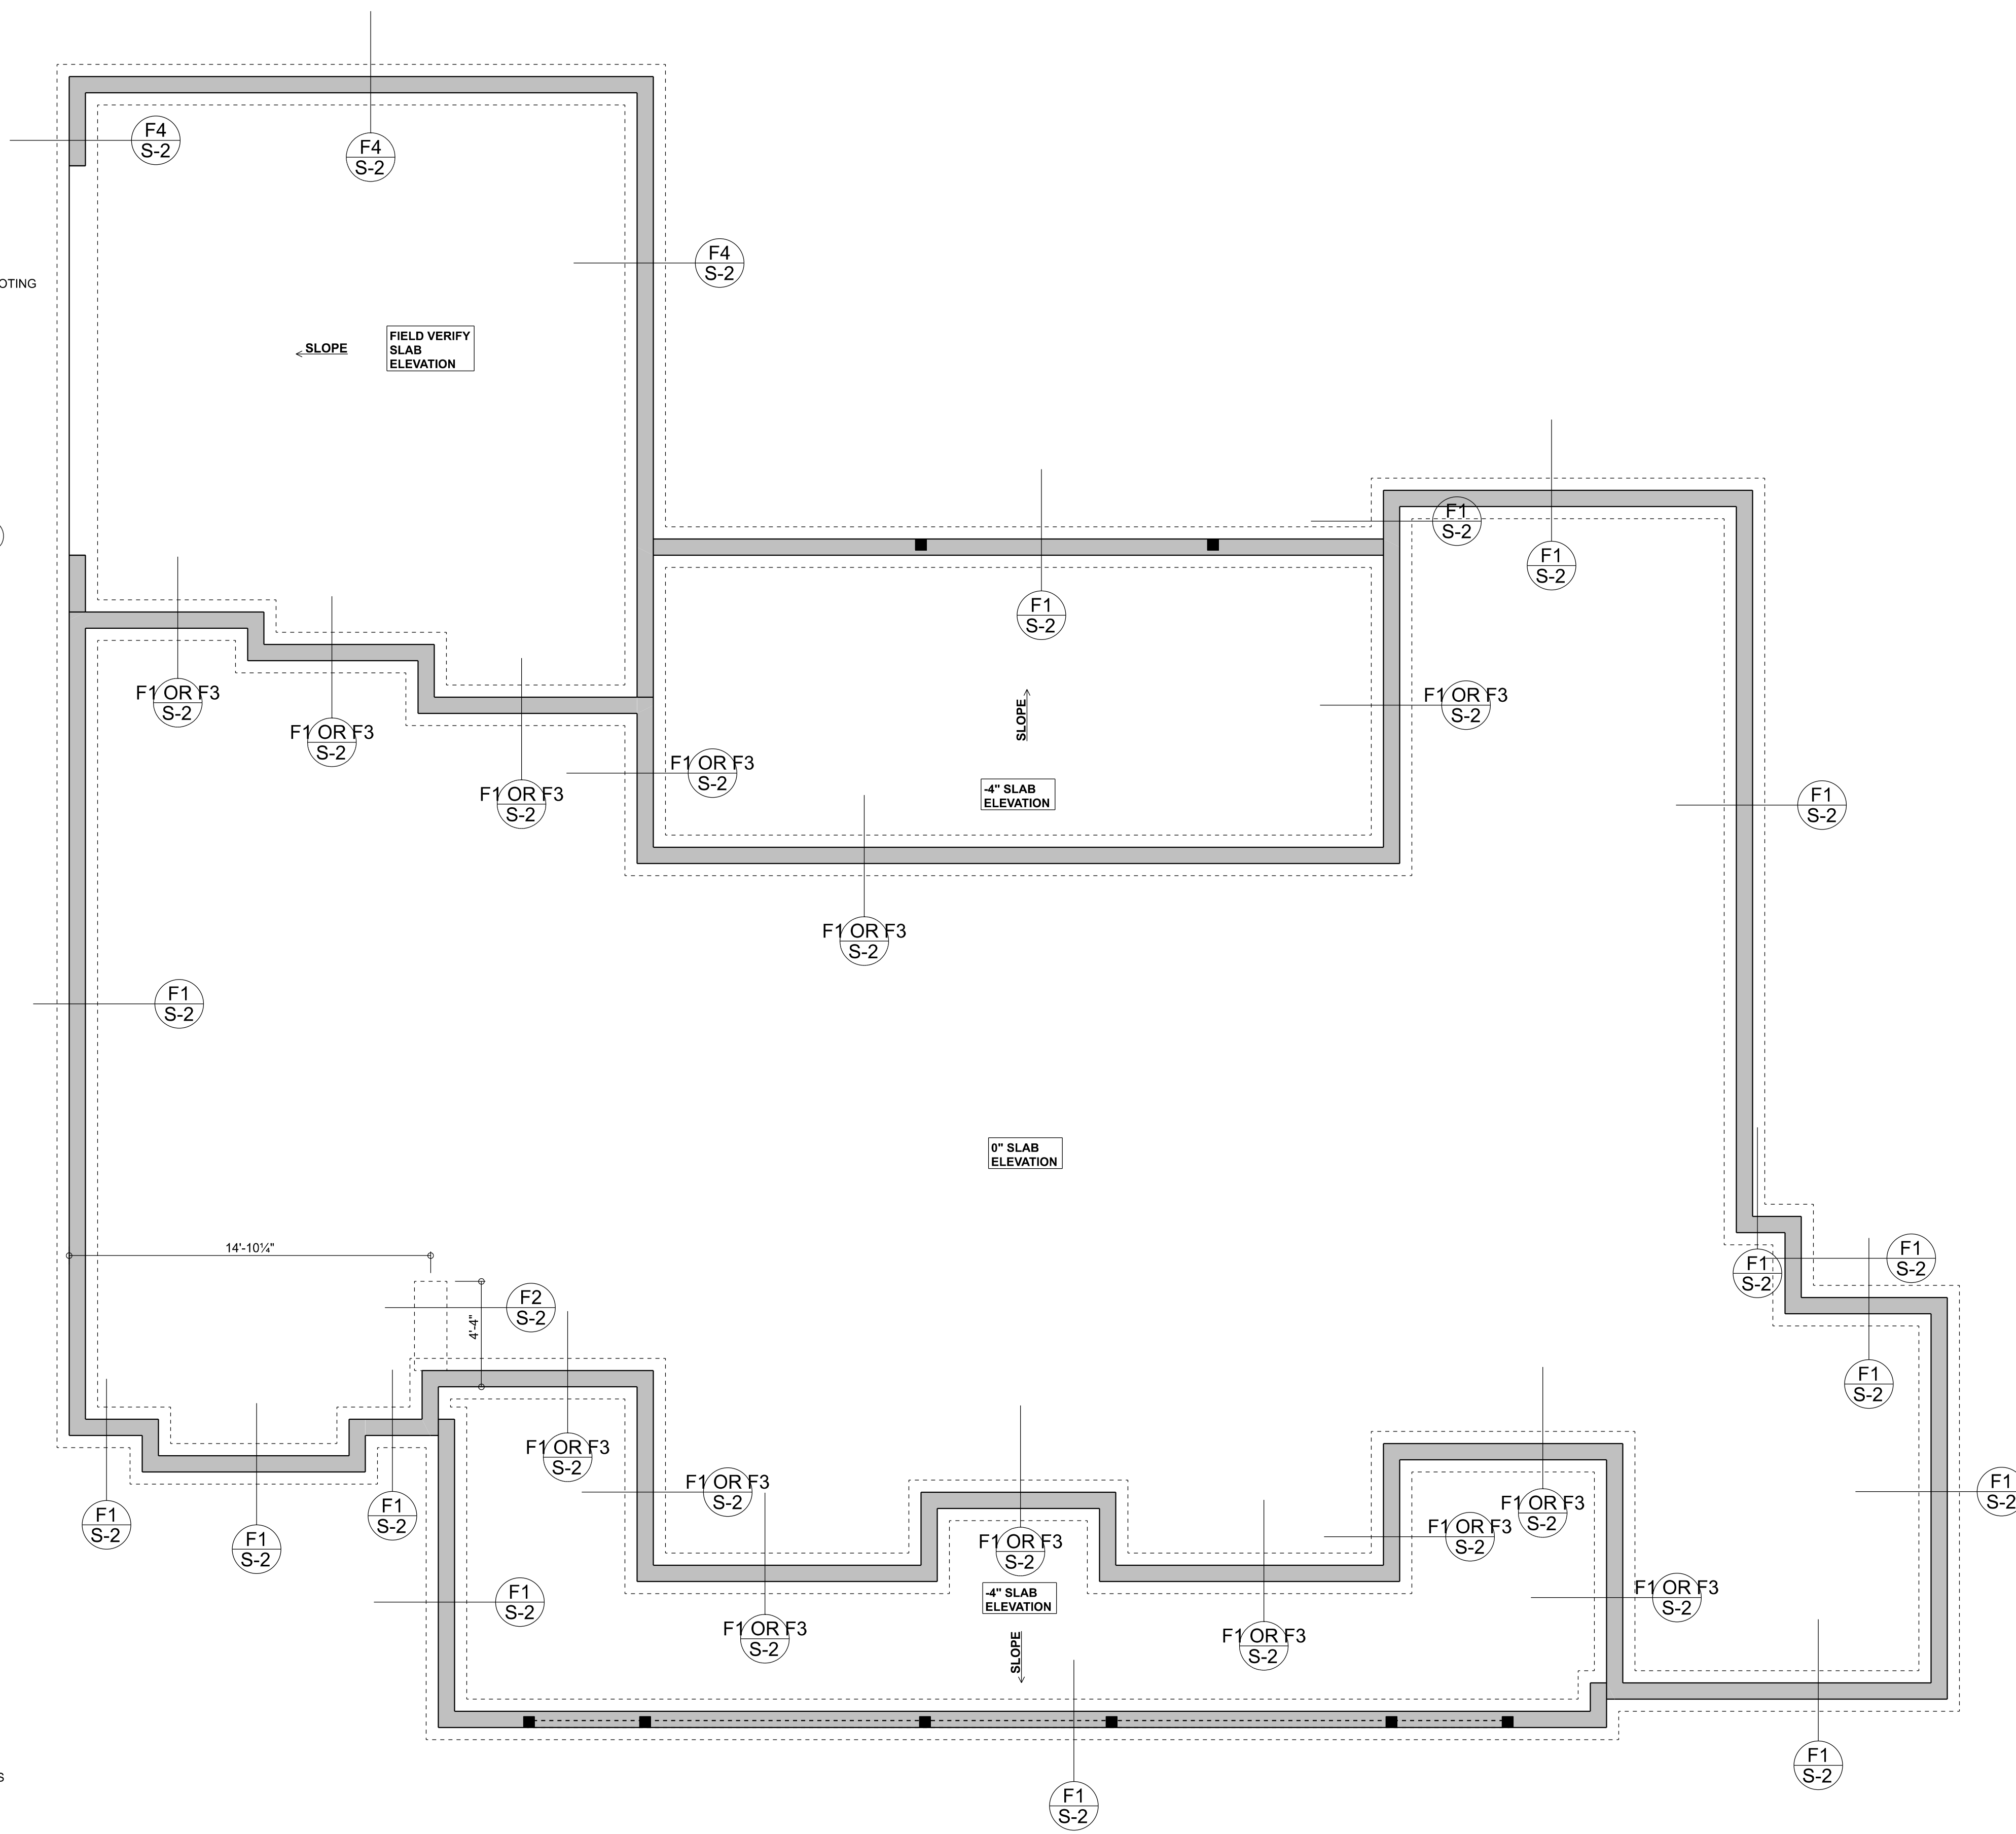 F4
S-2
F4
S-2
F4
S-2
OTING
SLOPE
FIELD VERIFY
SLAB
ELEVATION
F1
S-2
F1
S-2
F1
S-2
F1 OR F3
S-2
F1 OR F3
S-2
F1 OR F3
S-2
F1 OR F3
S-2
SLOPE
-4" SLAB
ELEVATION
F1 OR F3
S-2
F1
S-2
F1 OR F3
S-2
F1
S-2
0" SLAB
ELEVATION
14'-10¼"
F2
S-2
4'-4"
F1
S-2
F1
S-2
F1
S-2
F1
S-2
F1
S-2
F1
S-2
F1 OR F3
S-2
F1 OR F3
S-2
F1 OR F3
S-2
F1 OR F3
S-2
F1 OR F3
S-2
F1
S-2
F1
S-2
-4" SLAB
ELEVATION
SLOPE
F1 OR F3
S-2
F1 OR F3
S-2
F1 OR F3
S-2
F1
S-2
F1
S-2
S